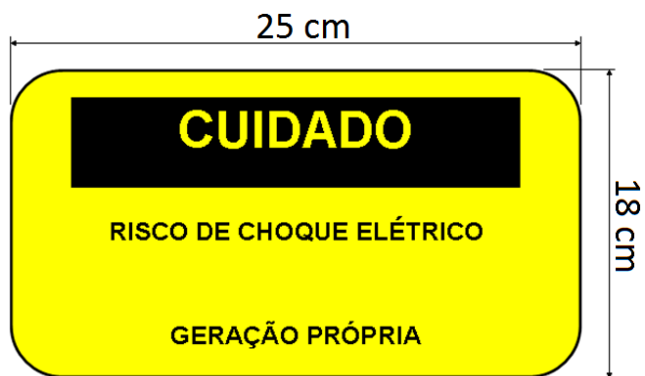 25 cm
CUIDADO
RISCO DE CHOQUE ELÉTRICO
18 cm
GERAÇÃO PRÓPRIA